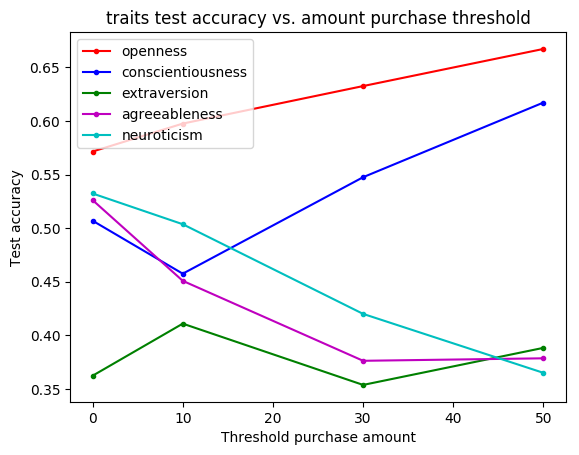 traits test accuracy vs. amount purchase threshold
openness
conscientiousness
extraversion
agreeableness
neuroticism
Test accuracy
0.65
0.60
0.55
0.50
0.45
0.40
0.35
0 10 20 30 40 50
Threshold purchase amount